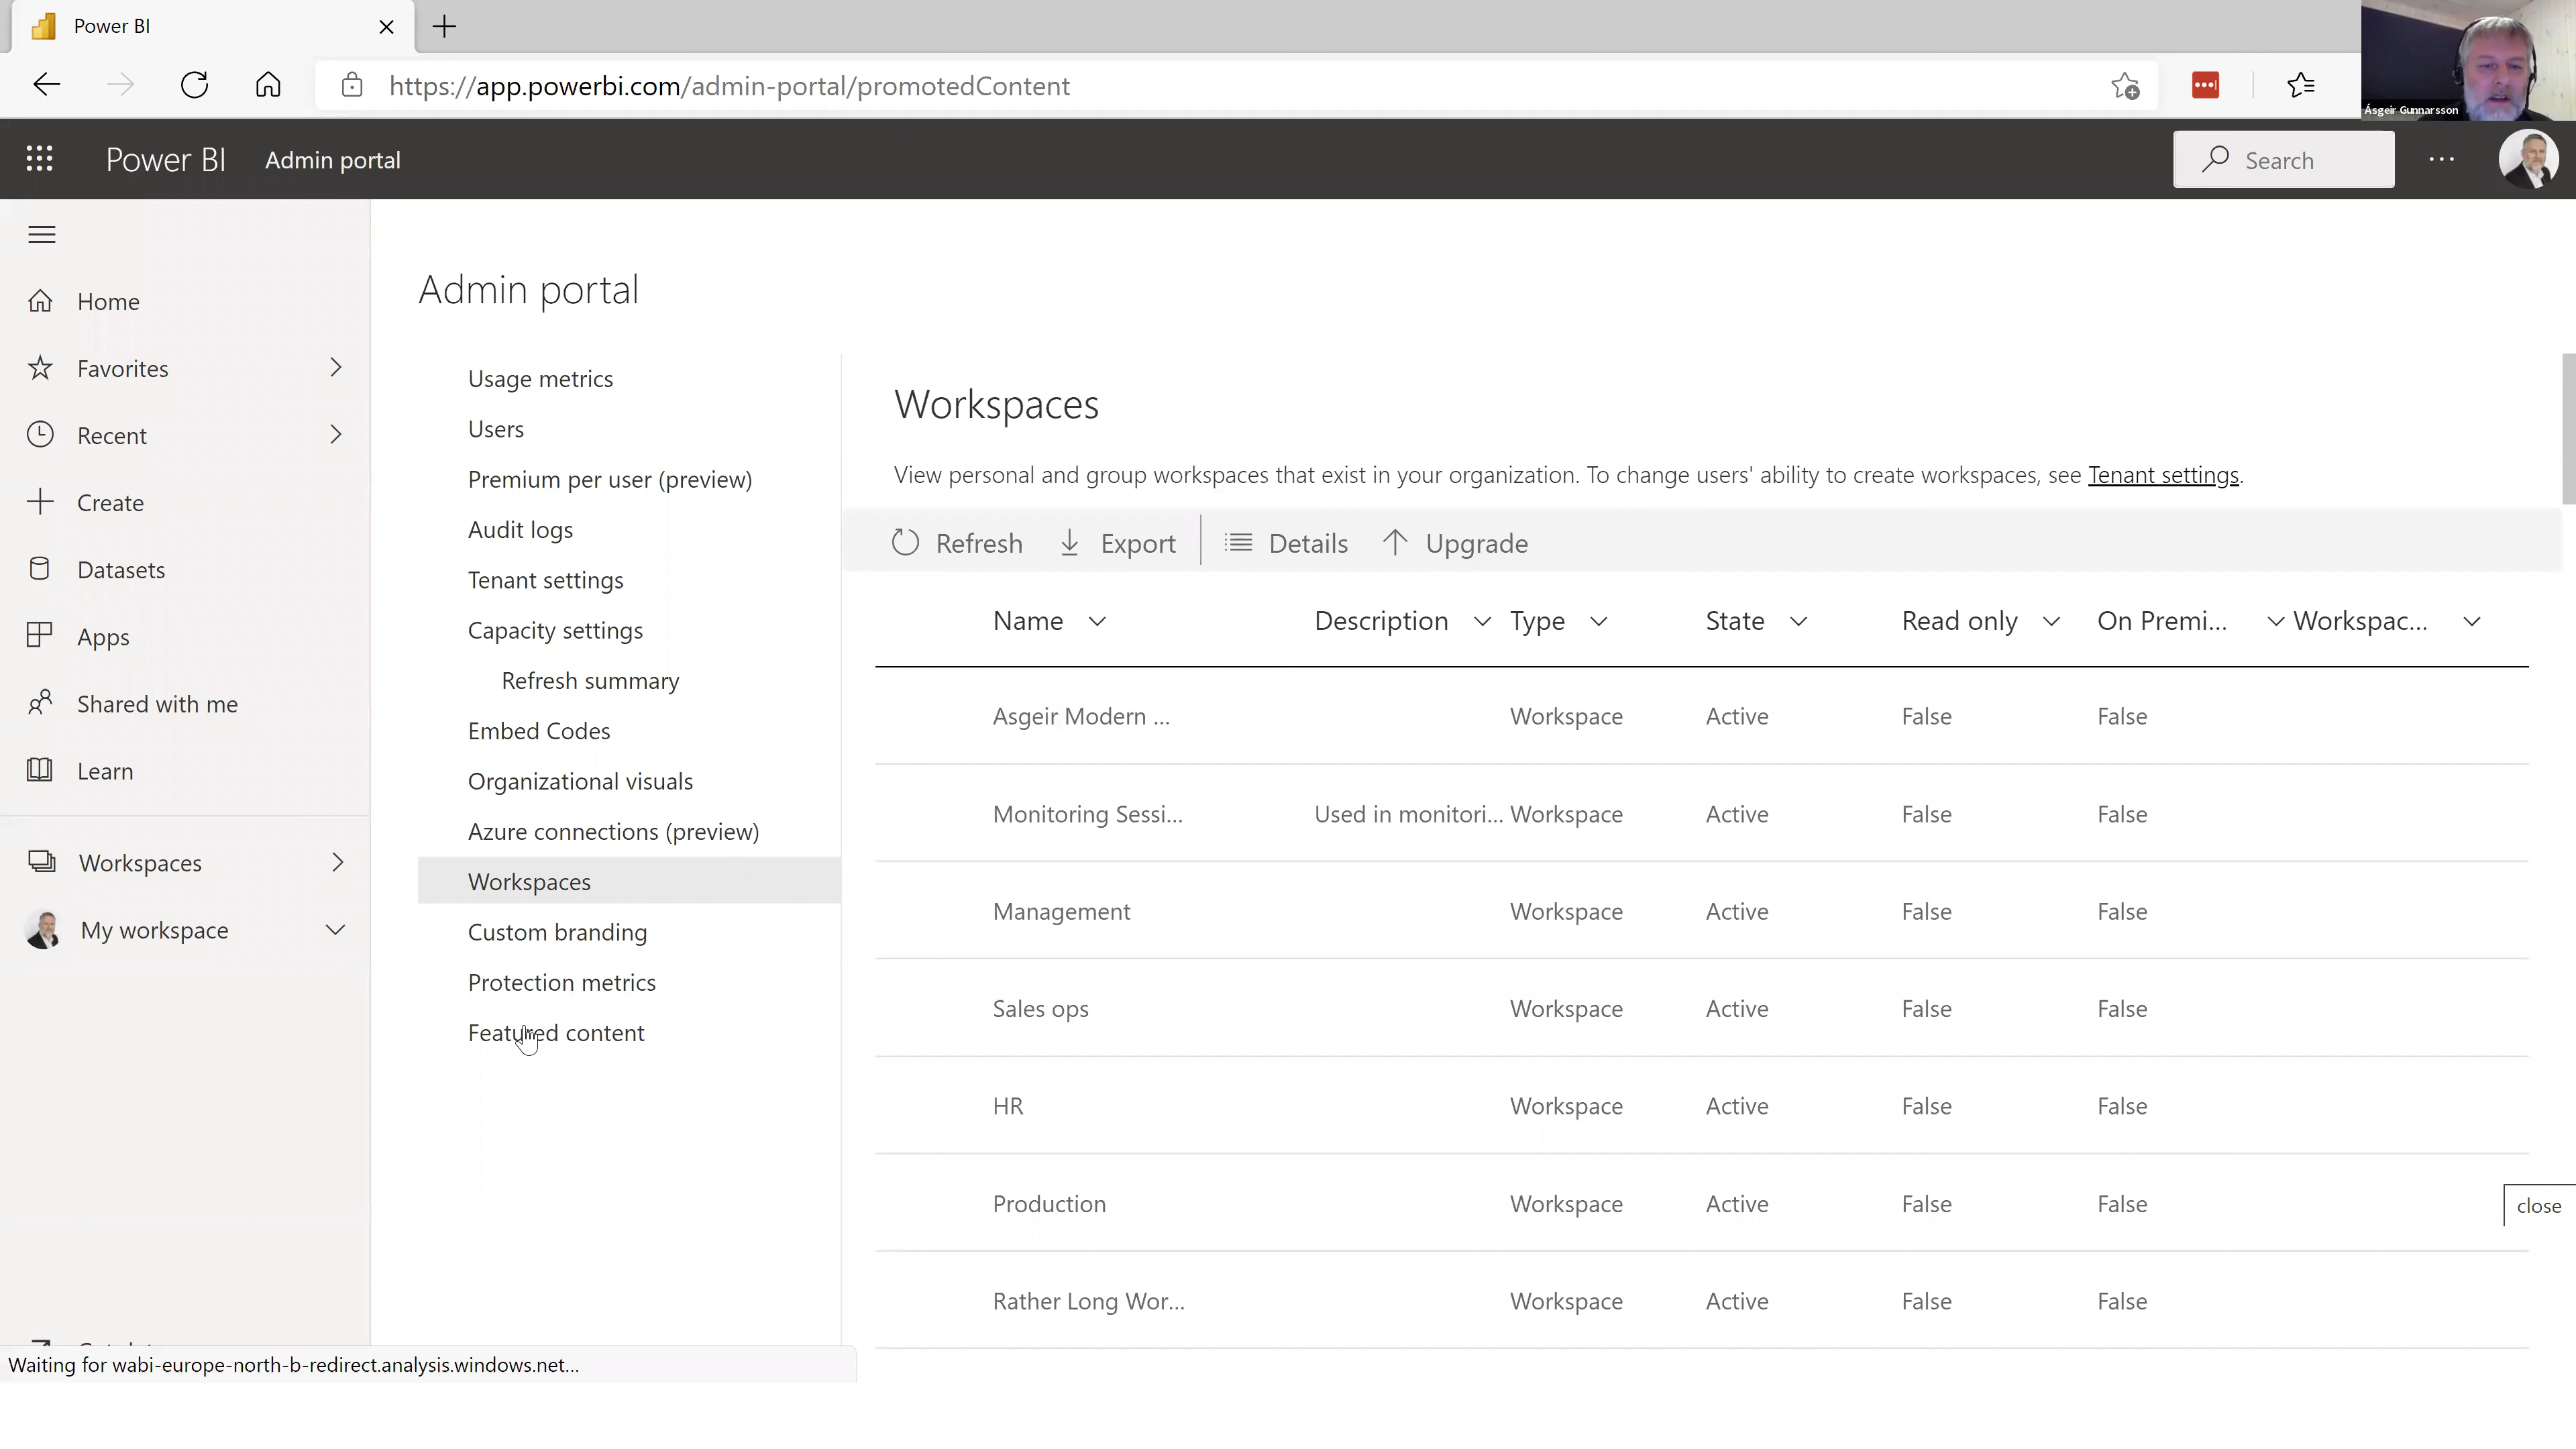 Power BI
https://app.powerbi.com/admin-portal/promotedContent
Ásgeir Gunnarsson
Power BI
Admin portal
Search
Home
Favorites
Recent
Create
Datasets
Apps
Shared with me
Learn
Workspaces
My workspace
Admin portal
Usage metrics
Users
Premium per user (preview)
Audit logs
Tenant settings
Capacity settings
Refresh summary
Embed Codes
Organizational visuals
Azure connections (preview)
Workspaces
Custom branding
Protection metrics
Featured content
Workspaces
View personal and group workspaces that exist in your organization. To change users' ability to create workspaces, see Tenant settings.
Refresh Export Details Upgrade
Name Description Type State Read only On Premi... Workspac...
Asgeir Modern ... Workspace Active False False
Monitoring Sessi... Used in monitori... Workspace Active False False
Management Workspace Active False False
Sales ops Workspace Active False False
HR Workspace Active False False
Production Workspace Active False False
Rather Long Wor... Workspace Active False False
close
Waiting for wabi-europe-north-b-redirect.analysis.windows.net...